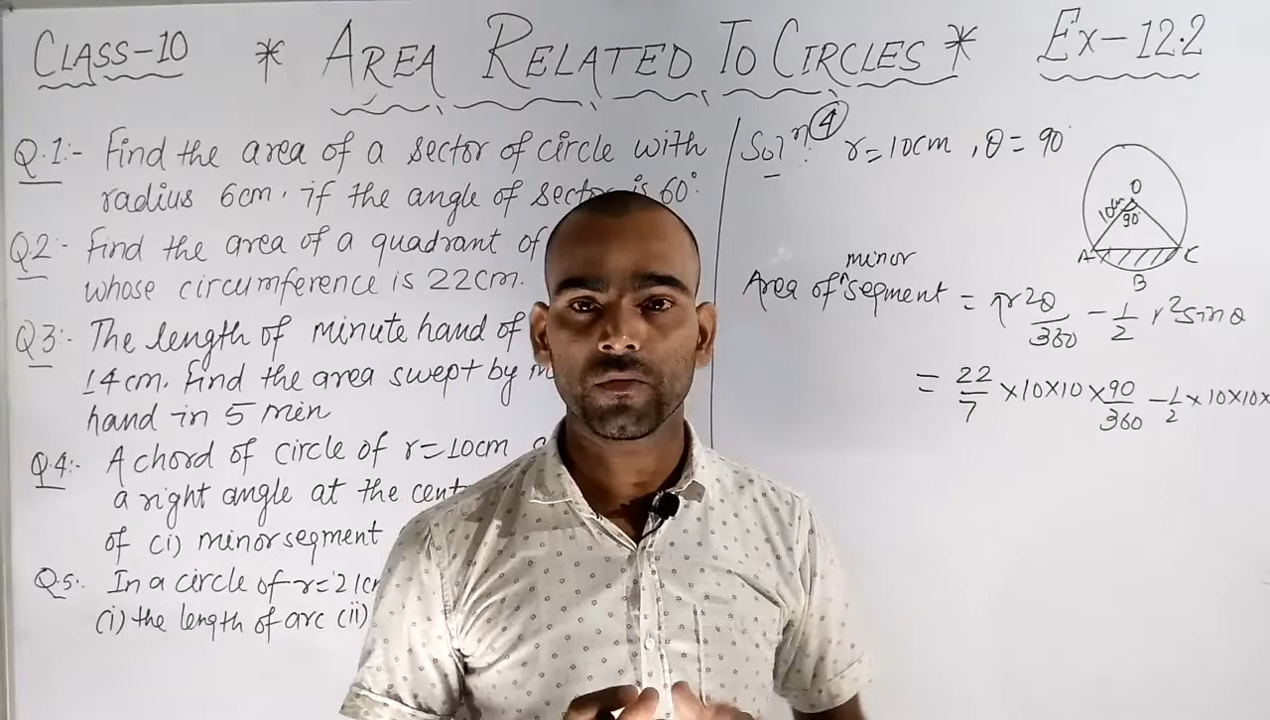 CLASS-10 * AREA RELATED TO CIRCLES * Ex-12.2
Q.1:- Find the area of a sector of circle with
radius 6cm. if the angle of sector is 60°.
Q.2:- Find the area of a quadrant of
whose circumference is 22cm.
Q.3:- The length of minute hand of
14cm. Find the area swept by
hand in 5 min
Q.4:- A chord of circle of r=10cm
a right angle at the
of (i) minor segment
Q.5:- In a circle of r=21cm
(i) the length of arc (ii)
Solⁿ: ④ r=10cm, θ=90°
O
10cm
90°
A C
B
minor
Area of ^segment = πr²θ/360 - 1/2 r²sinθ
= 22/7 ×10×10×90/360 - 1/2 ×10×10×